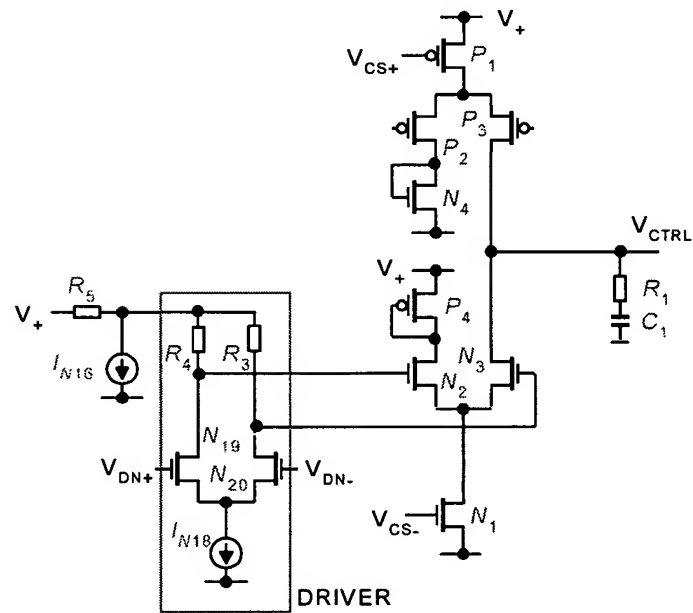 V+
VCS+
P1
P3
P2
N4
VCTRL
V+
P4
R1
C1
R5
V+
R4
R3
IN16
N3
N2
N19
VDN+
N20
VDN-
IN18
VCS-
N1
DRIVER